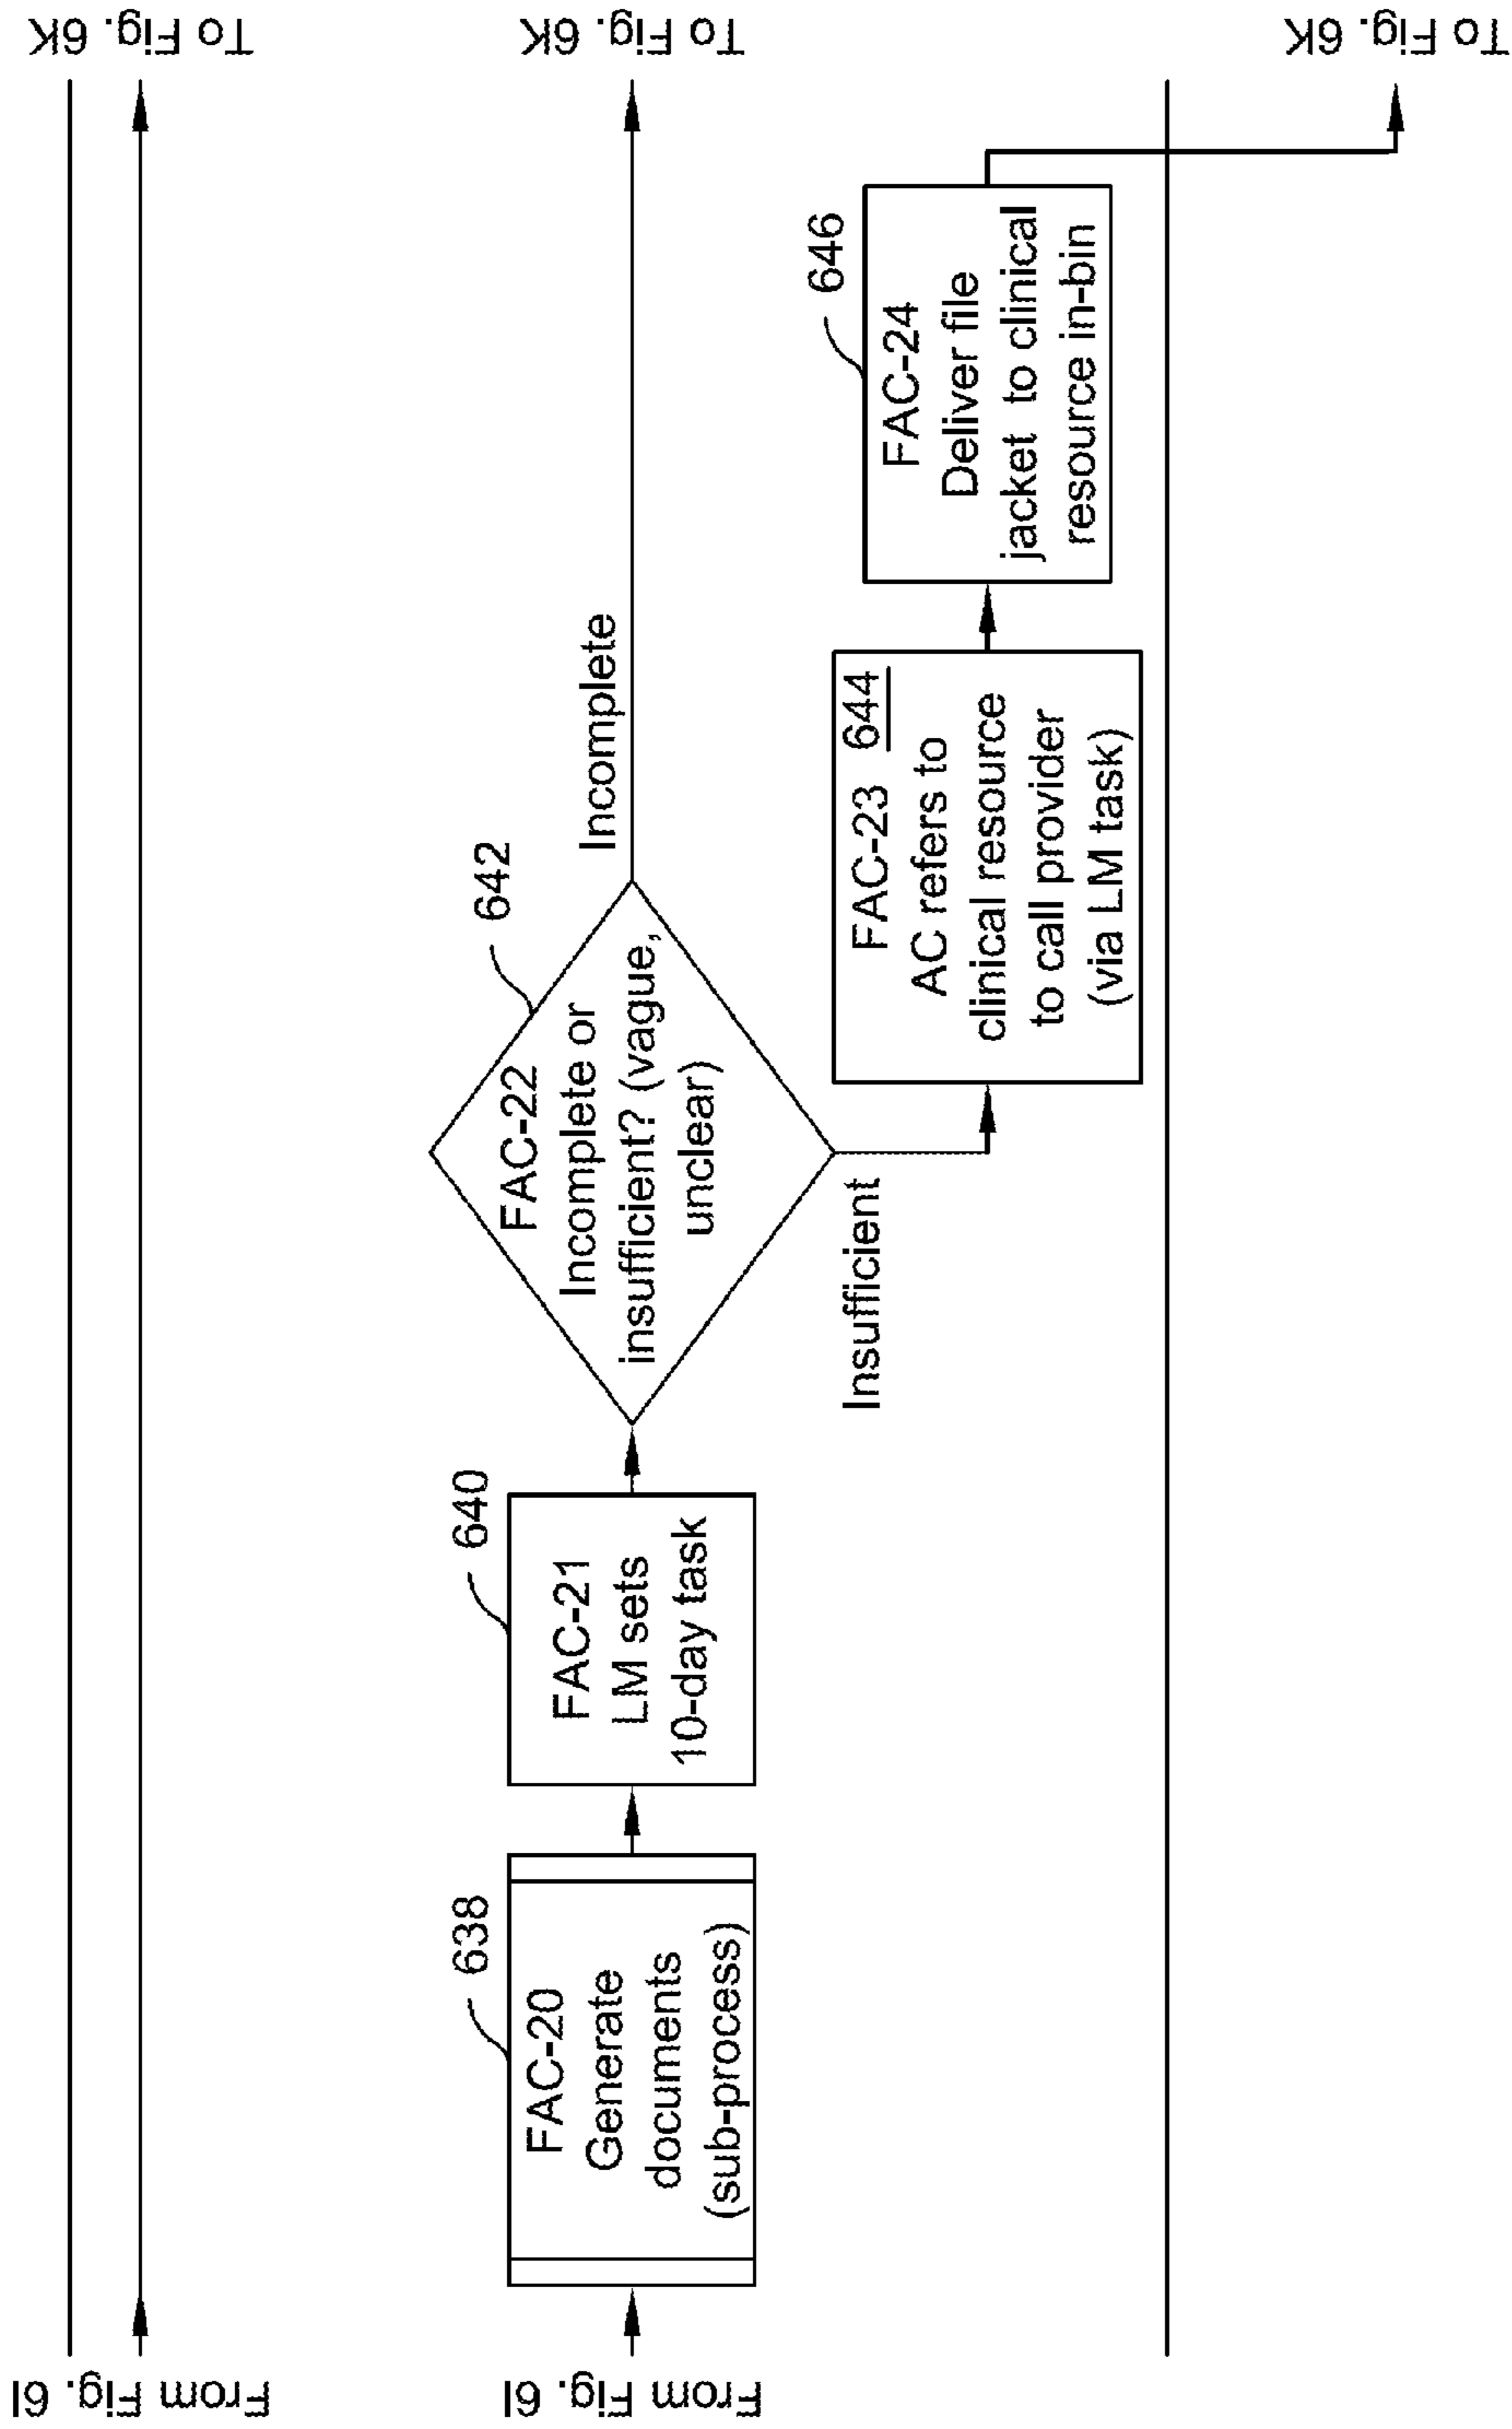 From Fig. 6I
To Fig. 6K
From Fig. 6I
638
FAC-20
Generate
documents
(sub-process)
640
FAC-21
LM sets
10-day task
642
FAC-22
Incomplete or
insufficient? (vague,
unclear)
Incomplete
To Fig. 6K
Insufficient
FAC-23 644
AC refers to
clinical resource
to call provider
(via LM task)
646
FAC-24
Deliver file
jacket to clinical
resource in-bin
To Fig. 6K